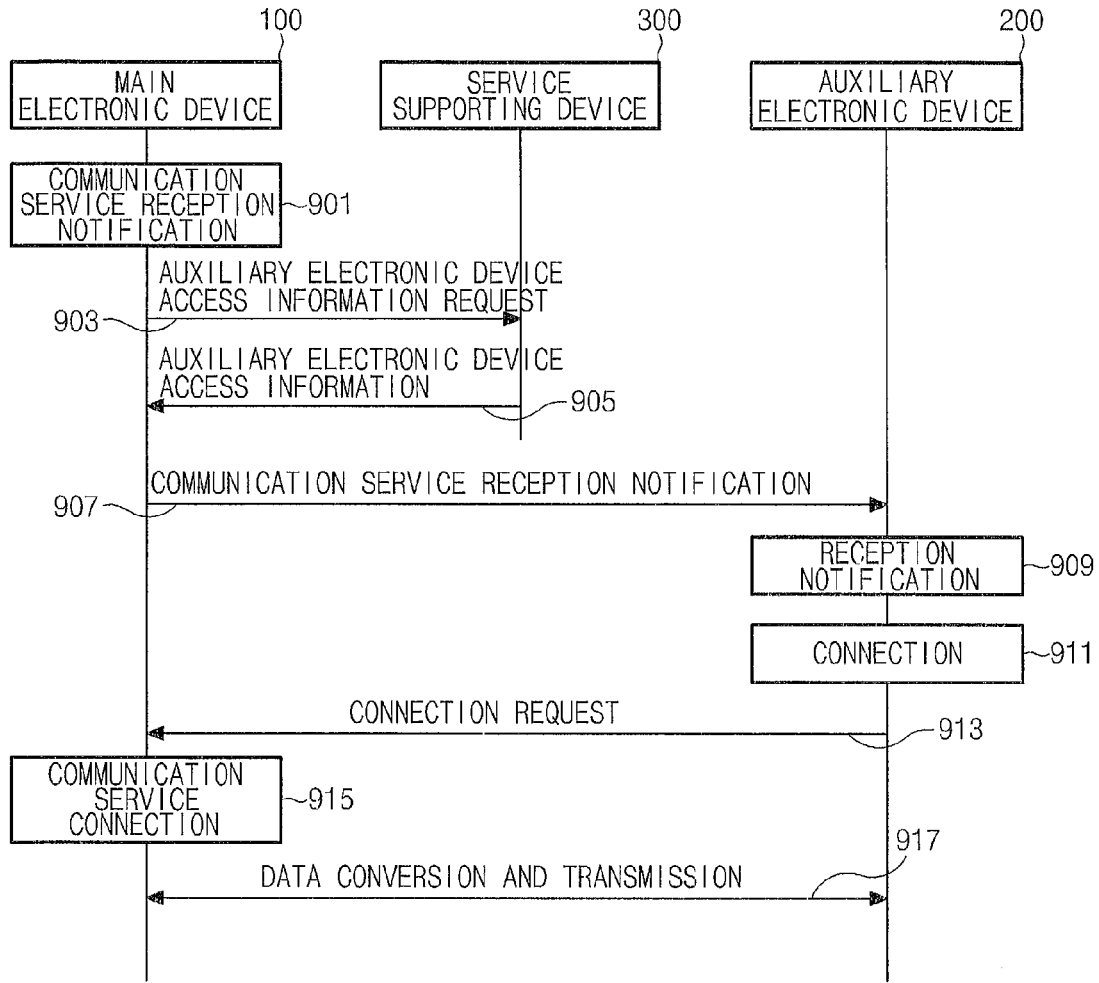 100
300
200
MAIN
ELECTRONIC DEVICE
SERVICE
SUPPORTING DEVICE
AUXILIARY
ELECTRONIC DEVICE
COMMUNICATION
SERVICE RECEPTION
NOTIFICATION
901
AUXILIARY ELECTRONIC DEVICE
ACCESS INFORMATION REQUEST
903
AUXILIARY ELECTRONIC DEVICE
ACCESS INFORMATION
905
COMMUNICATION SERVICE RECEPTION NOTIFICATION
907
RECEPTION
NOTIFICATION
909
CONNECTION
911
CONNECTION REQUEST
913
COMMUNICATION
SERVICE
CONNECTION
915
917
DATA CONVERSION AND TRANSMISSION